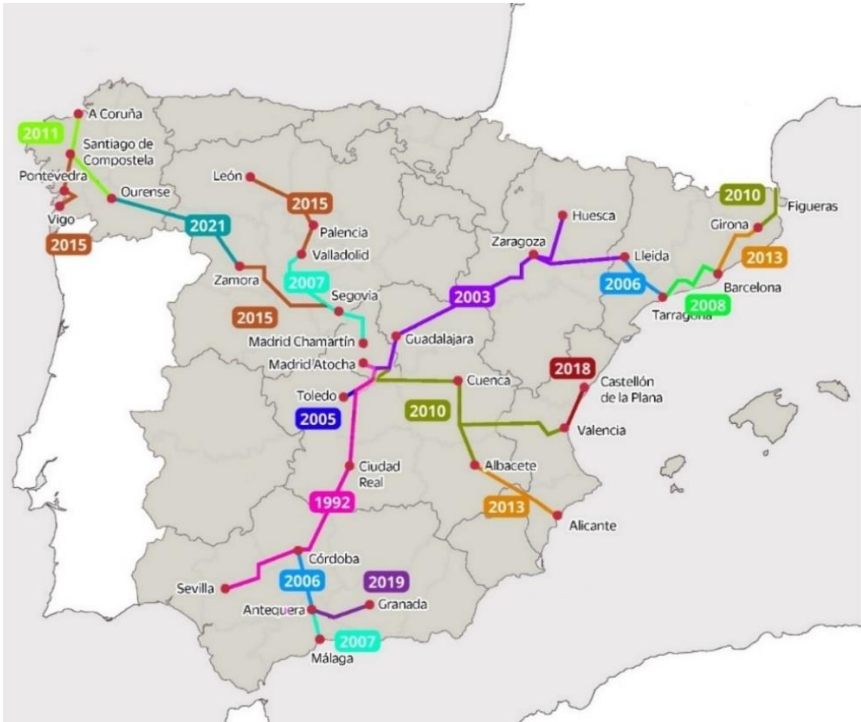 A Coruña
2011
Santiago de
Compostela
Pontevedra
Ourense
Vigo
2015
2021
León
2015
Palencia
Valladolid
2007
Zamora
Segovia
2015
Madrid Chamartín
Madrid Atocha
Huesca
Zaragoza
Lleida
2003
2006
Tarragona
2008
Barcelona
2013
Girona
2010
Figueras
Guadalajara
Toledo
2005
Cuenca
2010
2018
Castellón
de la Plana
Valencia
Albacete
2013
Alicante
Ciudad
Real
1992
Córdoba
Sevilla
2006
2019
Antequera
Granada
2007
Málaga